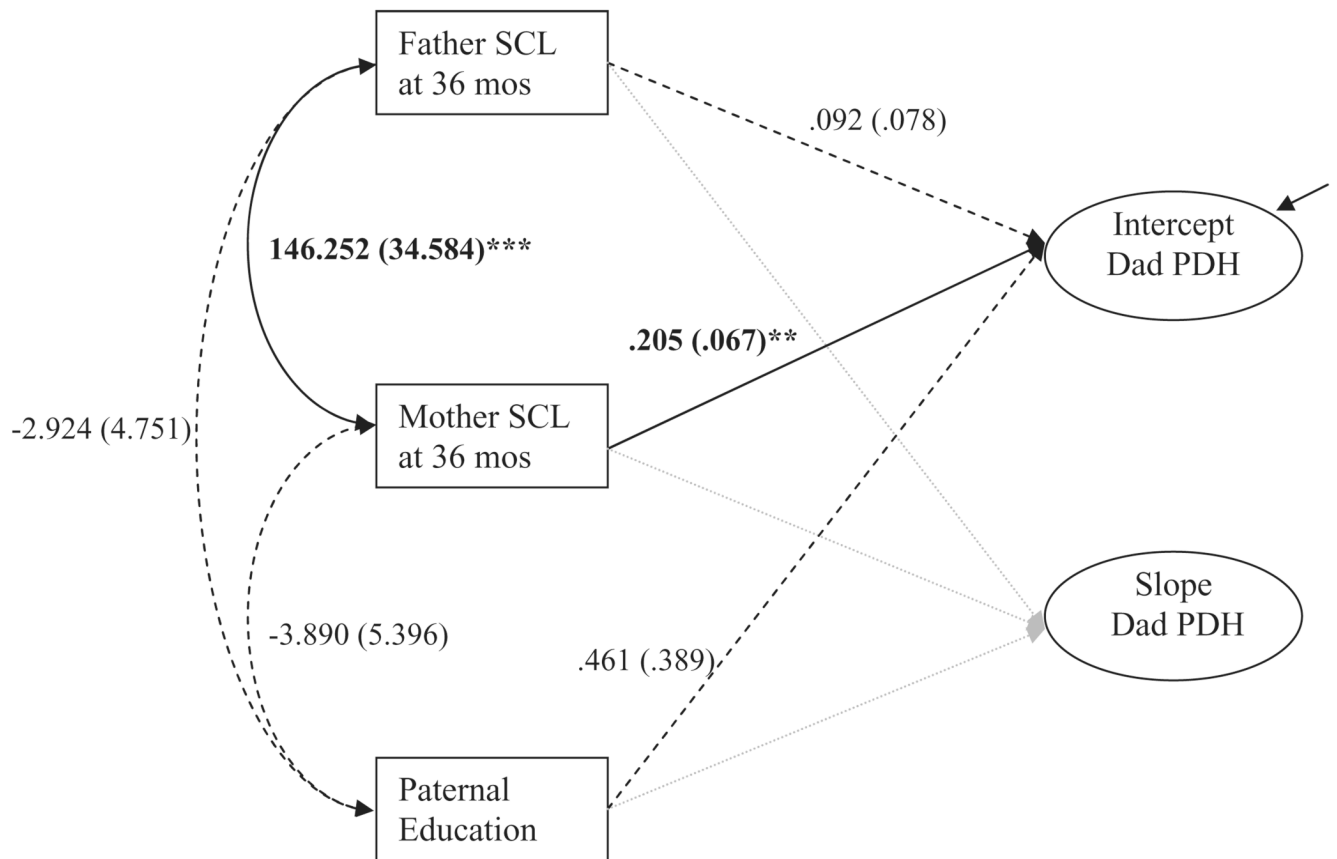 Father SCL
at 36 mos
.092 (.078)
Intercept
Dad PDH
146.252 (34.584)***
.205 (.067)**
Mother SCL
at 36 mos
-2.924 (4.751)
Slope
Dad PDH
-3.890 (5.396)
.461 (.389)
Paternal
Education